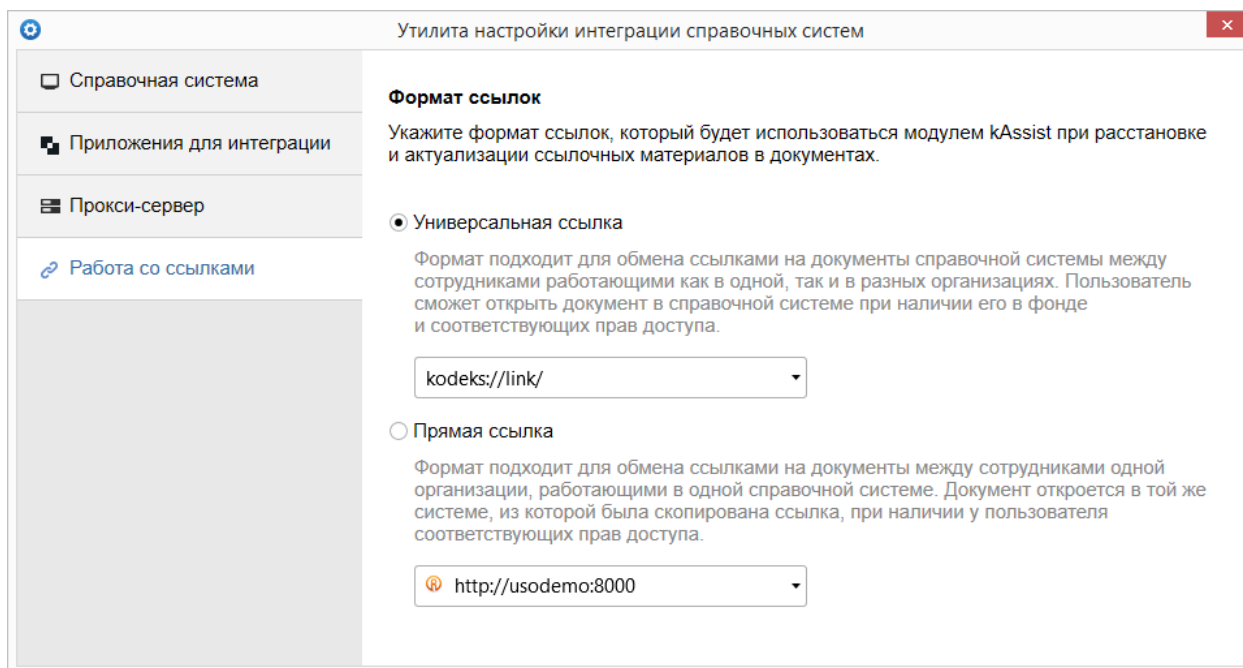 Утилита настройки интеграции справочных систем
Справочная система
Приложения для интеграции
Прокси-сервер
Работа со ссылками
Формат ссылок
Укажите формат ссылок, который будет использоваться модулем kAssist при расстановке
и актуализации ссылочных материалов в документах.
Универсальная ссылка
Формат подходит для обмена ссылками на документы справочной системы между
сотрудниками работающими как в одной, так и в разных организациях. Пользователь
сможет открыть документ в справочной системе при наличии его в фонде
и соответствующих прав доступа.
kodeks://link/
Прямая ссылка
Формат подходит для обмена ссылками на документы между сотрудниками одной
организации, работающими в одной справочной системе. Документ откроется в той же
системе, из которой была скопирована ссылка, при наличии у пользователя
соответствующих прав доступа.
http://usodemo:8000